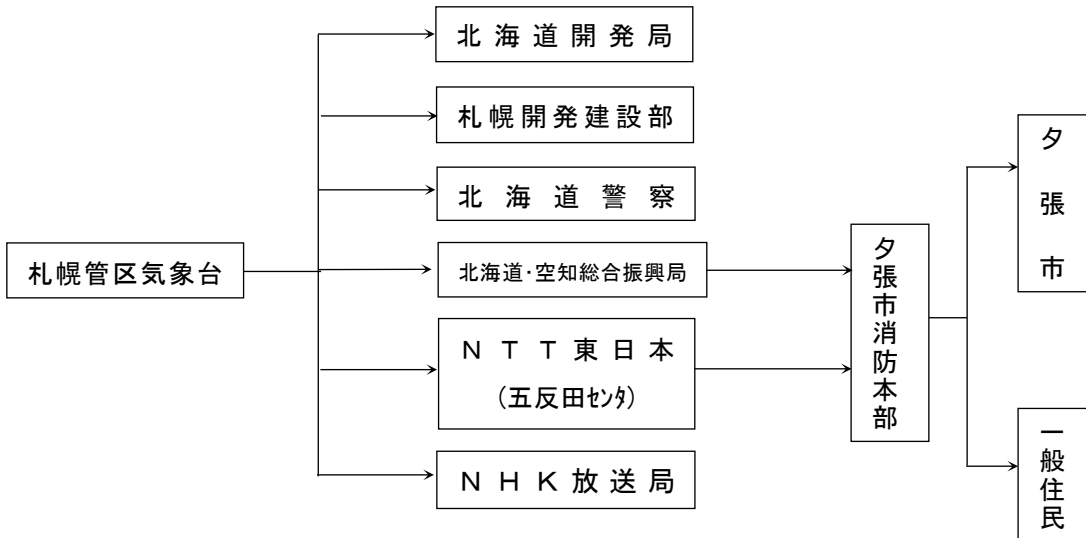 札幌管区気象台
北海道開発局
札幌開発建設部
北海道警察
北海道・空知総合振興局
ＮＴＴ東日本
(五反田ｾﾝﾀ)
ＮＨＫ放送局
夕張市消防本部
夕張市
一般住民